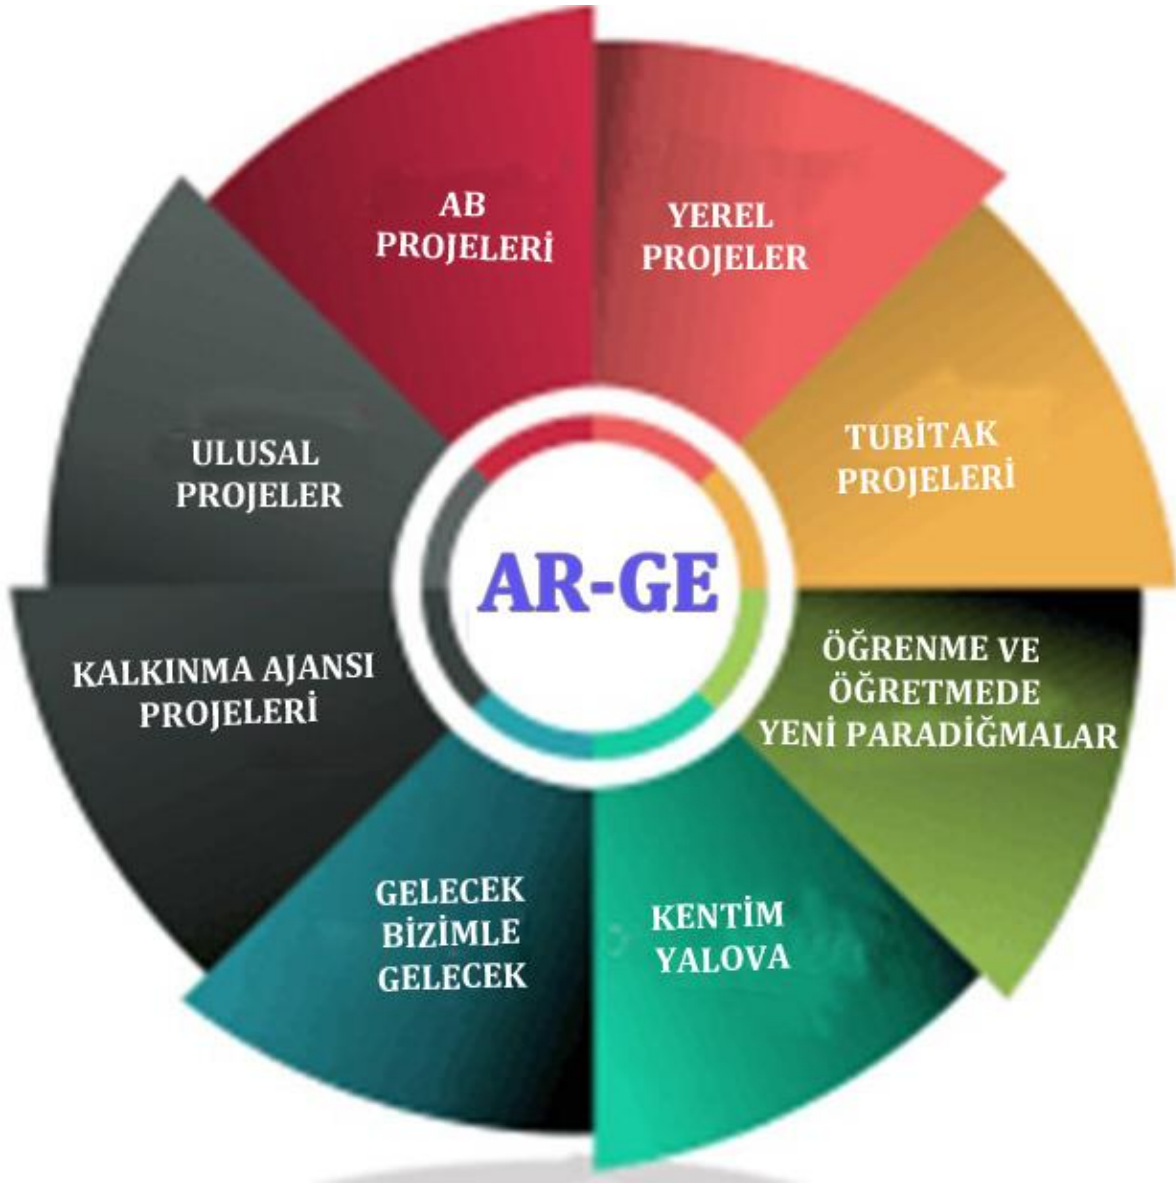 AB
PROJELERİ
YEREL
PROJELER
TUBİTAK
PROJELERİ
ÖĞRENME VE
ÖĞRETMEDE
YENİ PARADİĞMALAR
KENTİM
YALOVA
GELECEK
BİZİMLE
GELECEK
KALKINMA AJANSI
PROJELERİ
ULUSAL
PROJELER
AR-GE